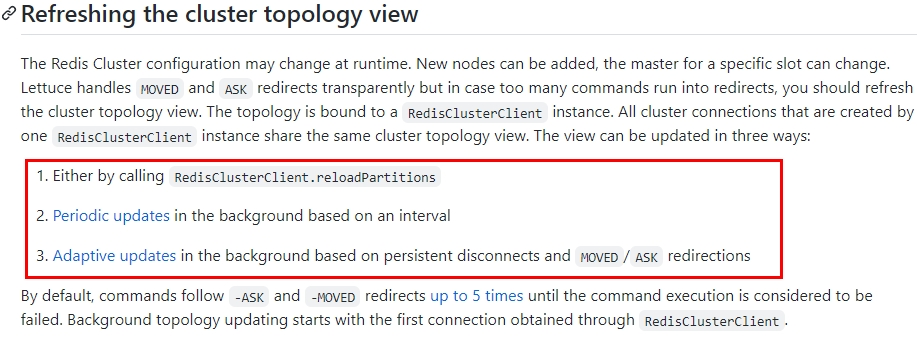 Refreshing the cluster topology view
The Redis Cluster configuration may change at runtime. New nodes can be added, the master for a specific slot can change.
Lettuce handles MOVED and ASK redirects transparently but in case too many commands run into redirects, you should refresh
the cluster topology view. The topology is bound to a RedisClusterClient instance. All cluster connections that are created by
one RedisClusterClient instance share the same cluster topology view. The view can be updated in three ways:
1. Either by calling RedisClusterClient.reloadPartitions
2. Periodic updates in the background based on an interval
3. Adaptive updates in the background based on persistent disconnects and MOVED/ASK redirections
By default, commands follow -ASK and -MOVED redirects up to 5 times until the command execution is considered to be
failed. Background topology updating starts with the first connection obtained through RedisClusterClient.